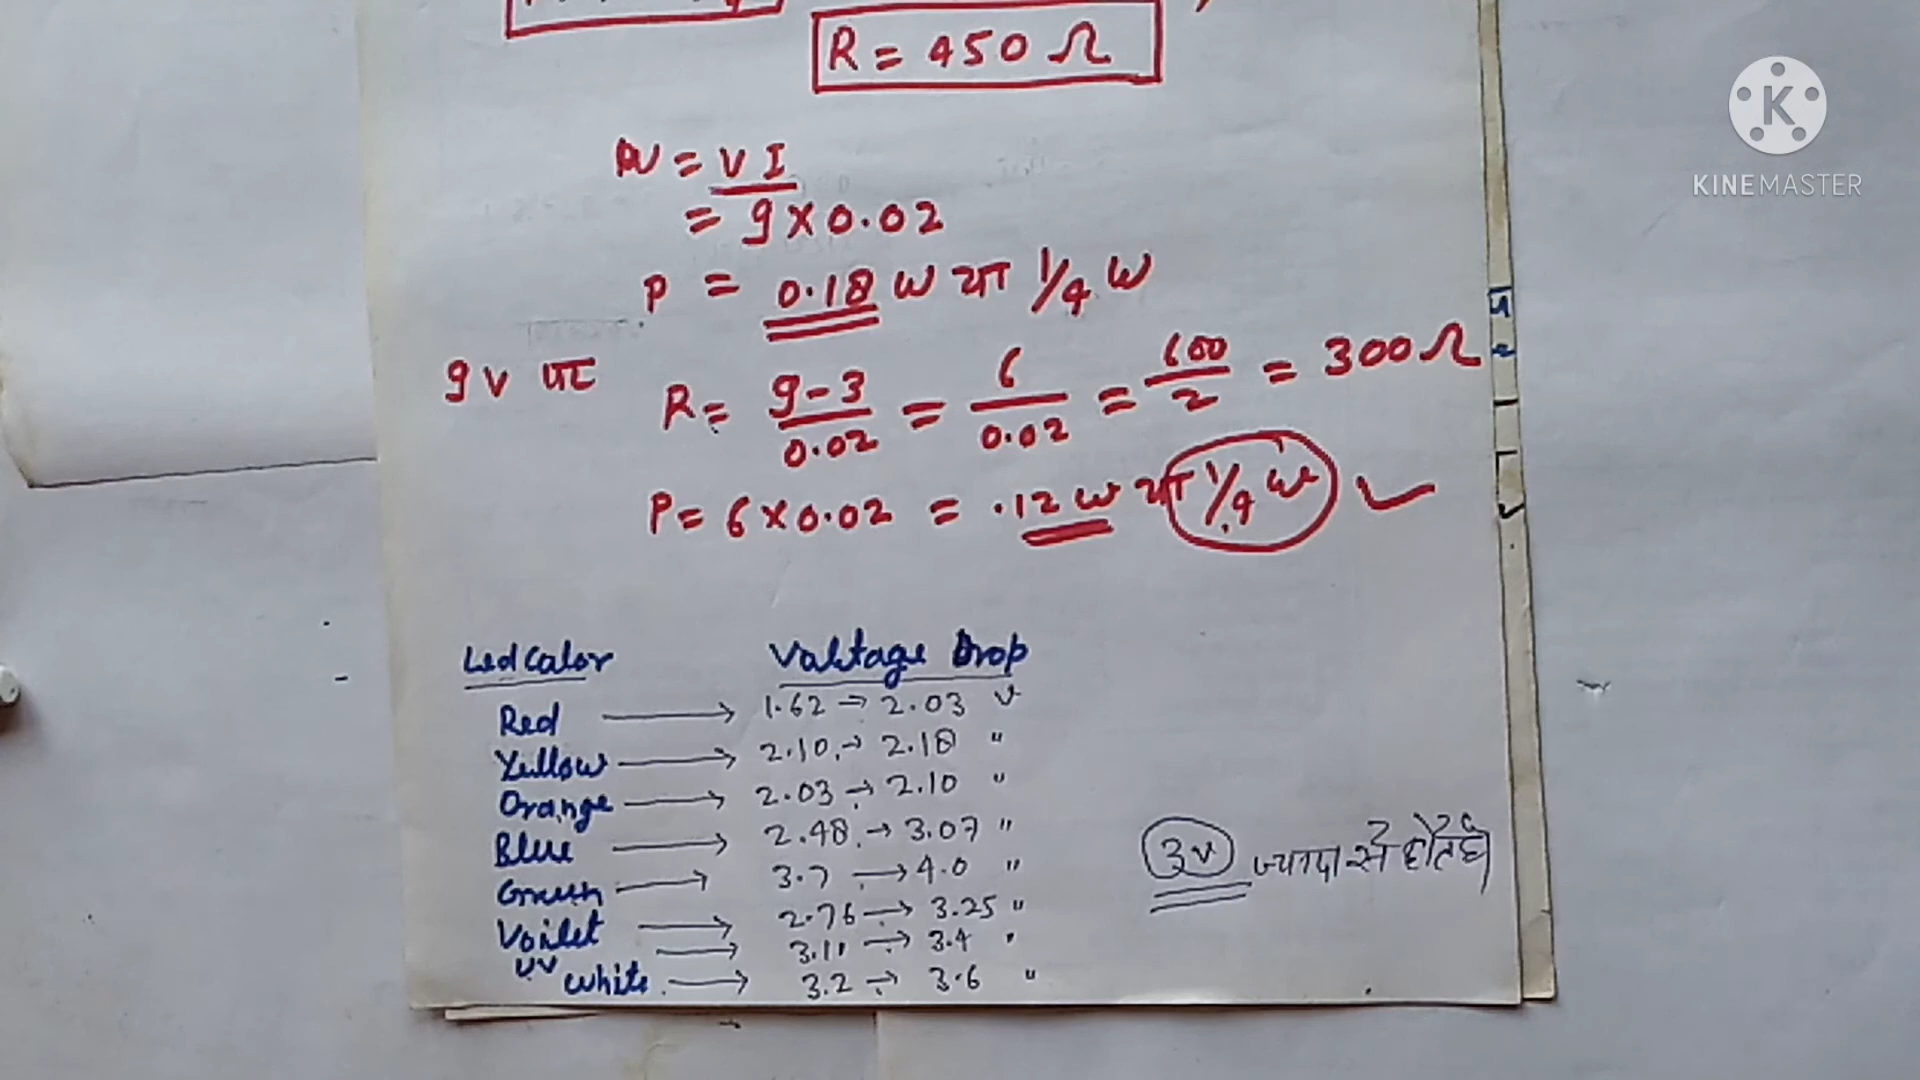 R = 450 Ω
KINEMASTER
W = V I
= 9 X 0.02
P = 0.18 W या 1/4 W
9 V पर R = 9-3 / 0.02 = 6 / 0.02 = 600 / 2 = 300 Ω
P = 6 X 0.02 = .12 W या 1/4 W
Led Calor Valtage Drop
Red → 1.62 → 2.03 V
Yellow → 2.10 → 2.18 "
Orange → 2.03 → 2.10 "
Blue → 2.48 → 3.07 "
Green → 3.7 → 4.0 "
Voilet → 2.76 → 3.25 "
UV → 3.11 → 3.4 "
White → 3.2 → 3.6 "
3V ज्यादा से